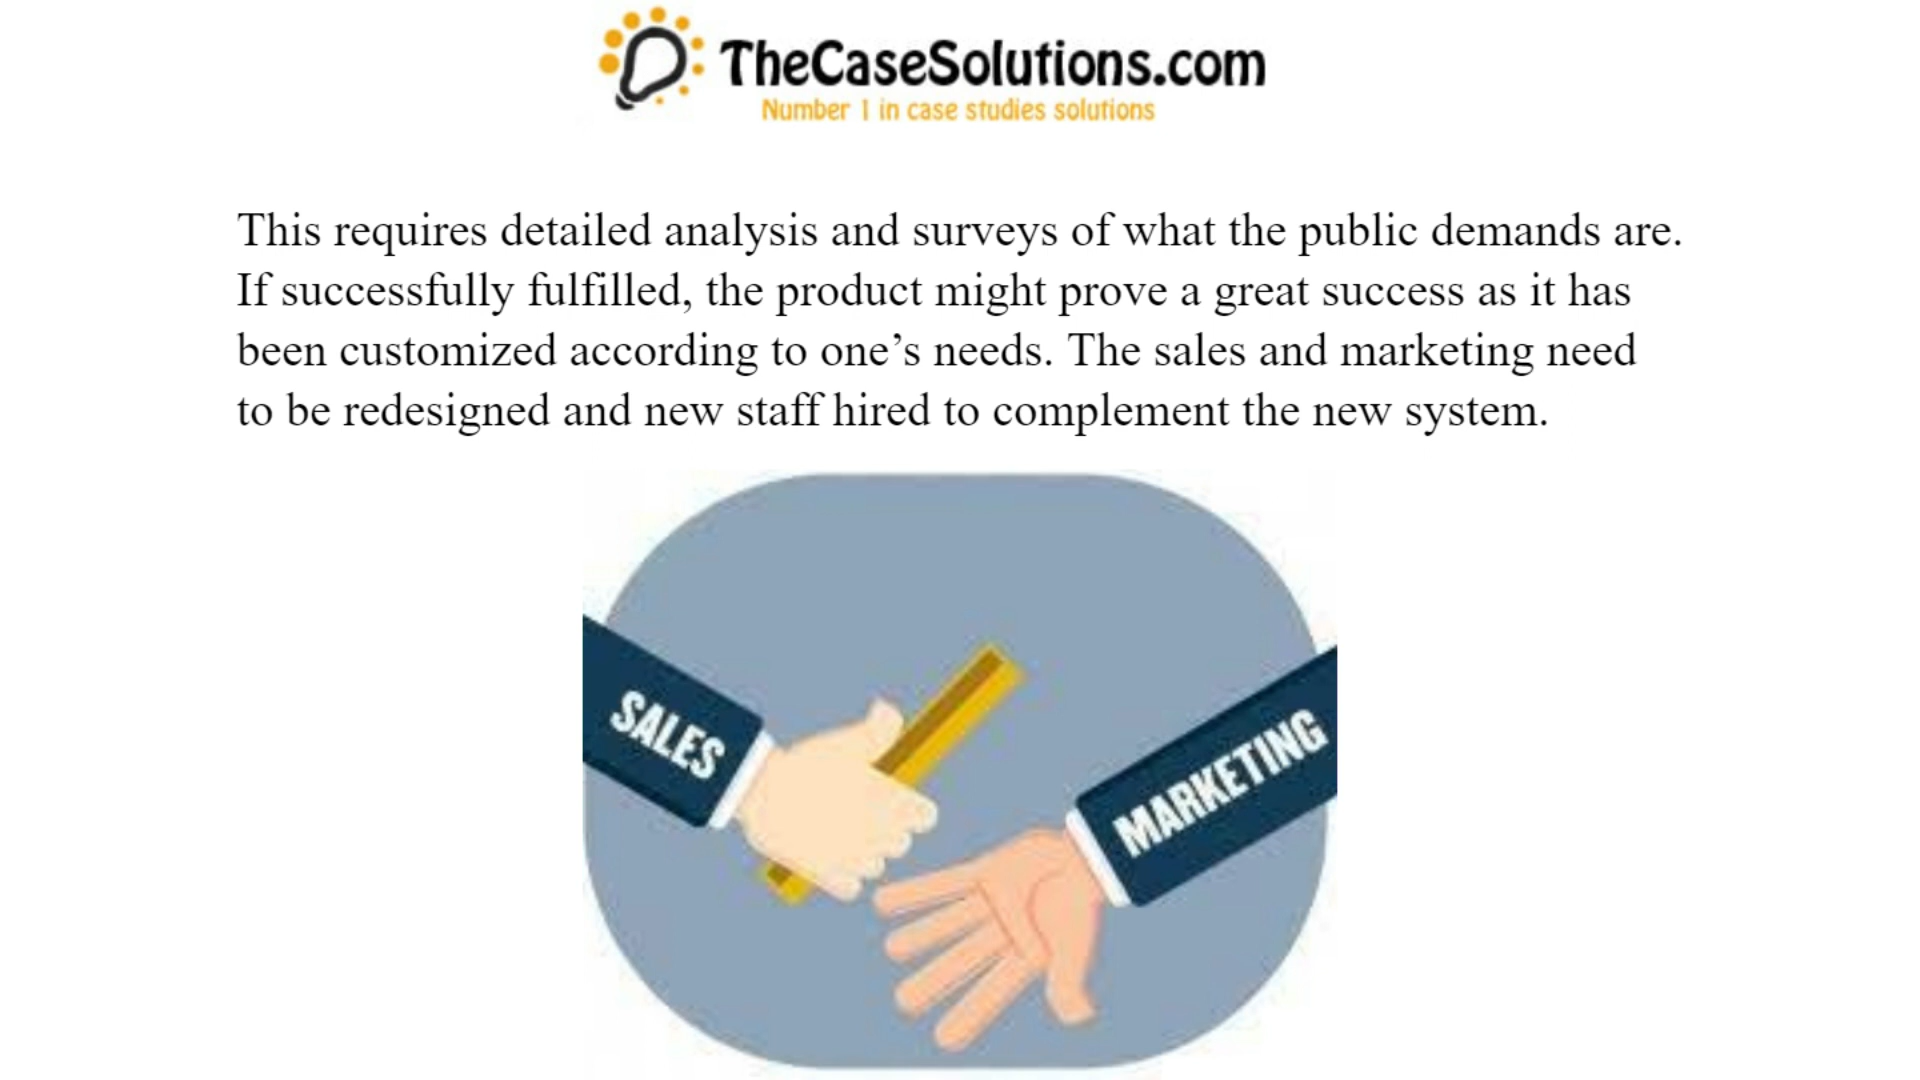 TheCaseSolutions.com
Number 1 in case studies solutions
This requires detailed analysis and surveys of what the public demands are.
If successfully fulfilled, the product might prove a great success as it has
been customized according to one’s needs. The sales and marketing need
to be redesigned and new staff hired to complement the new system.
SALES
MARKETING